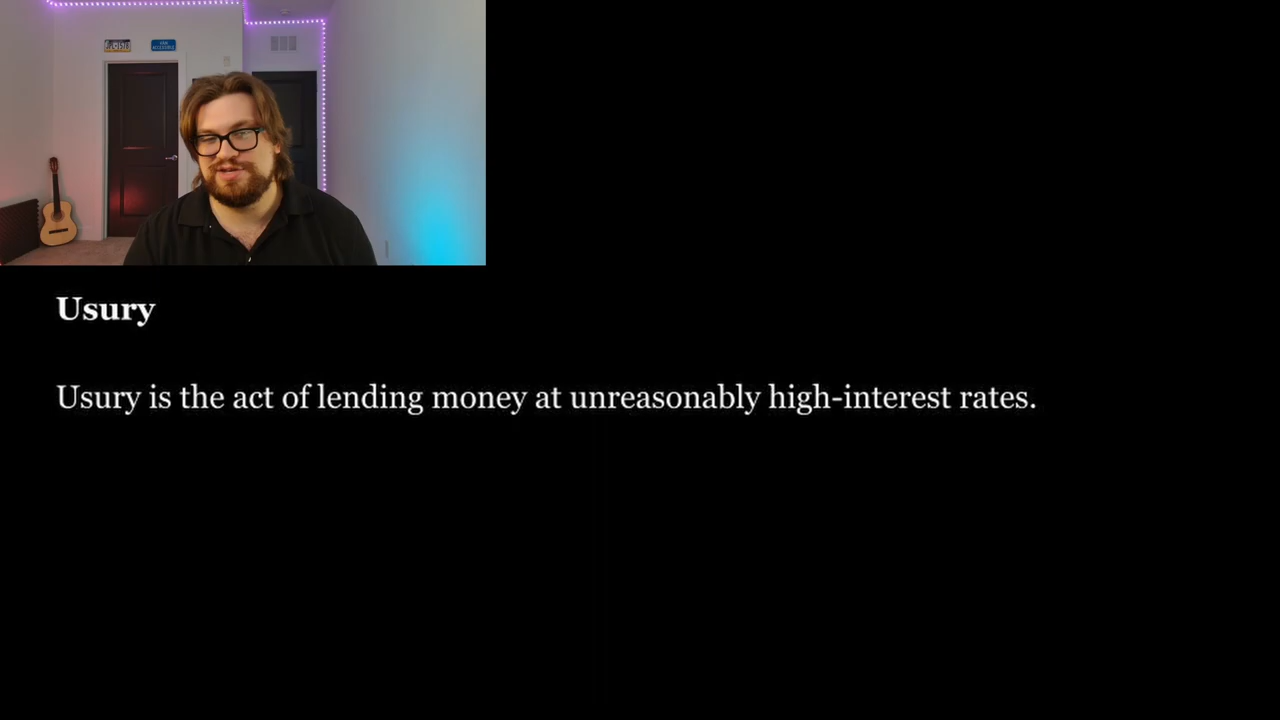 Usury
Usury is the act of lending money at unreasonably high-interest rates.